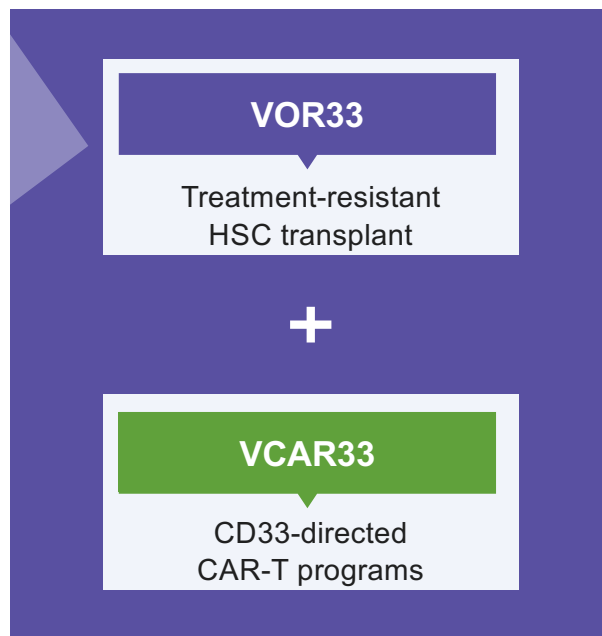 VOR33
Treatment-resistant
HSC transplant
+
VCAR33
CD33-directed
CAR-T programs